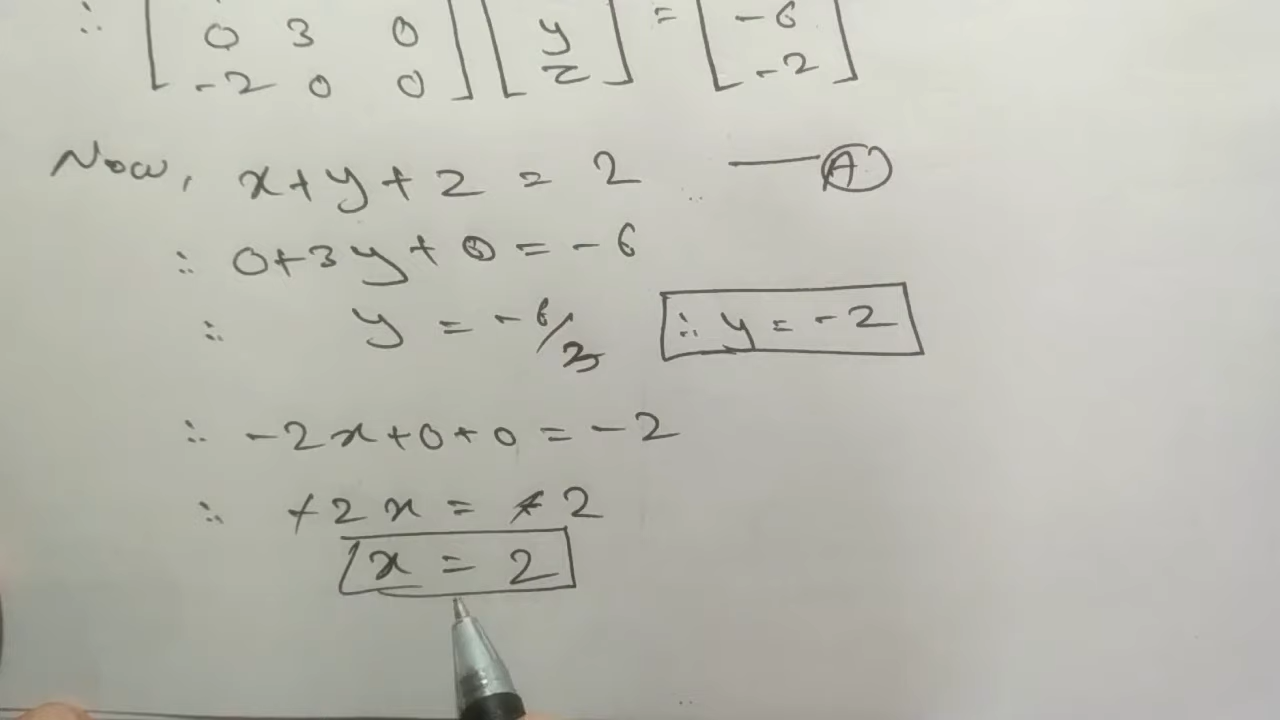 ∴ [ 0 3 0 ] [ y ] = [ -6 ]
[ -2 0 0 ] [ z ] [ -2 ]
Now, x+y+z = 2 —— (A)
∴ 0+3y+0 = -6
∴ y = -6/3 ∴ y = -2
∴ -2x+0+0 = -2
∴ +2x = +2
x = 2